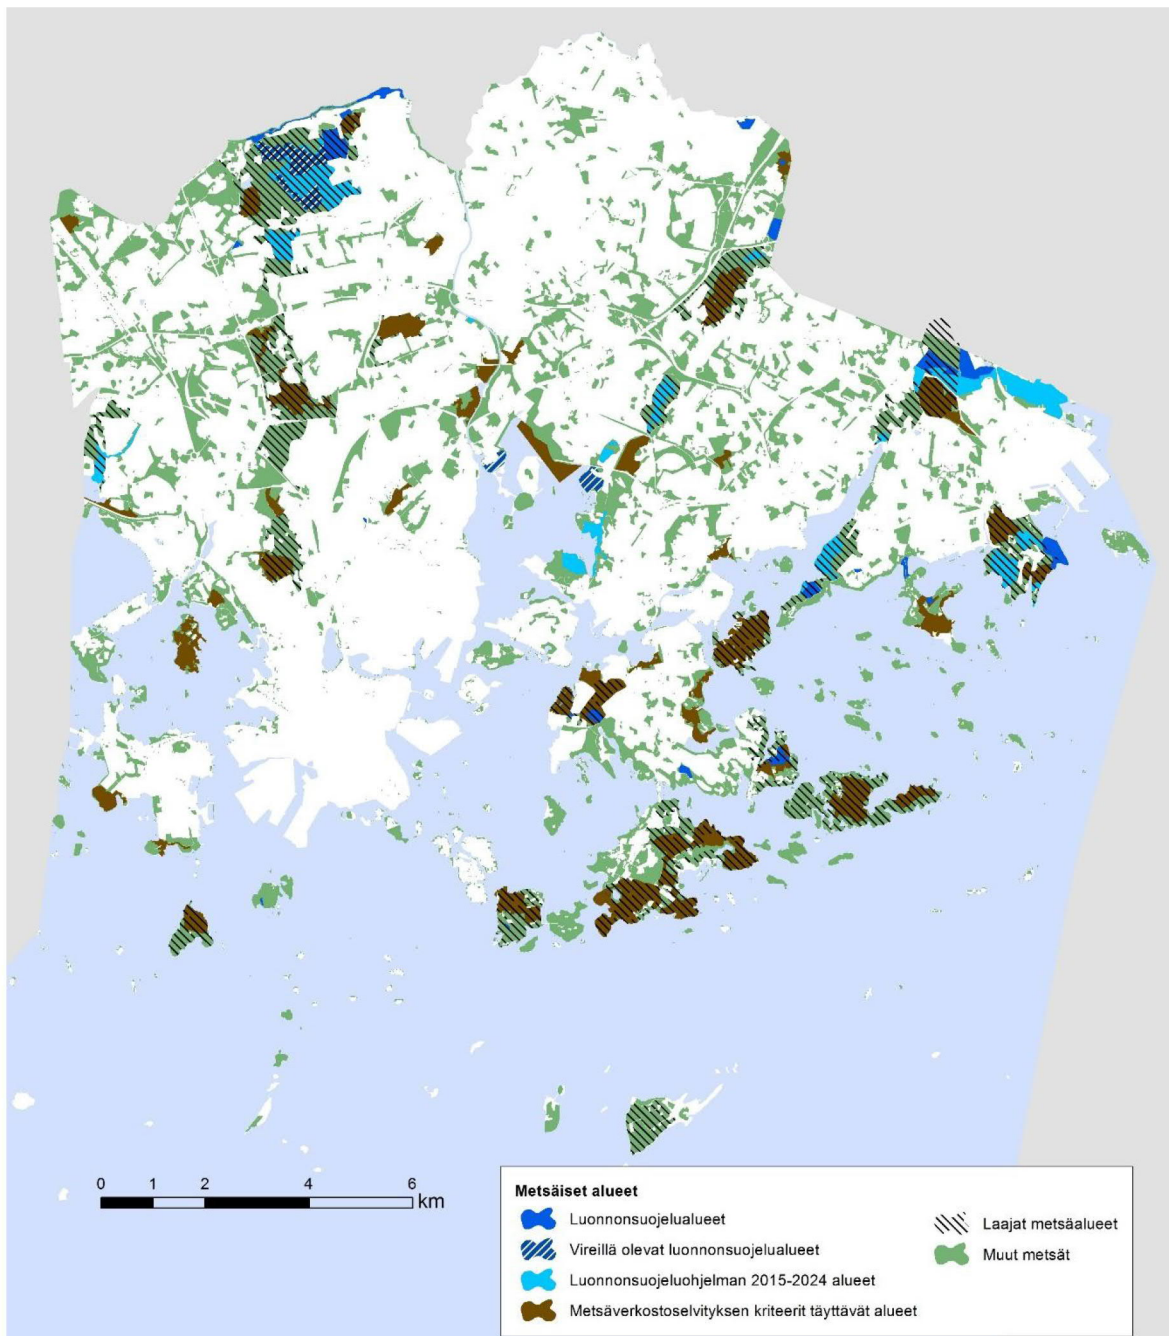 0 1 2 4 6
km
Metsäiset alueet
Luonnonsuojelualueet
Vireillä olevat luonnonsuojelualueet
Luonnonsuojeluohjelman 2015-2024 alueet
Metsäverkostoselvityksen kriteerit täyttävät alueet
Laajat metsäalueet
Muut metsät